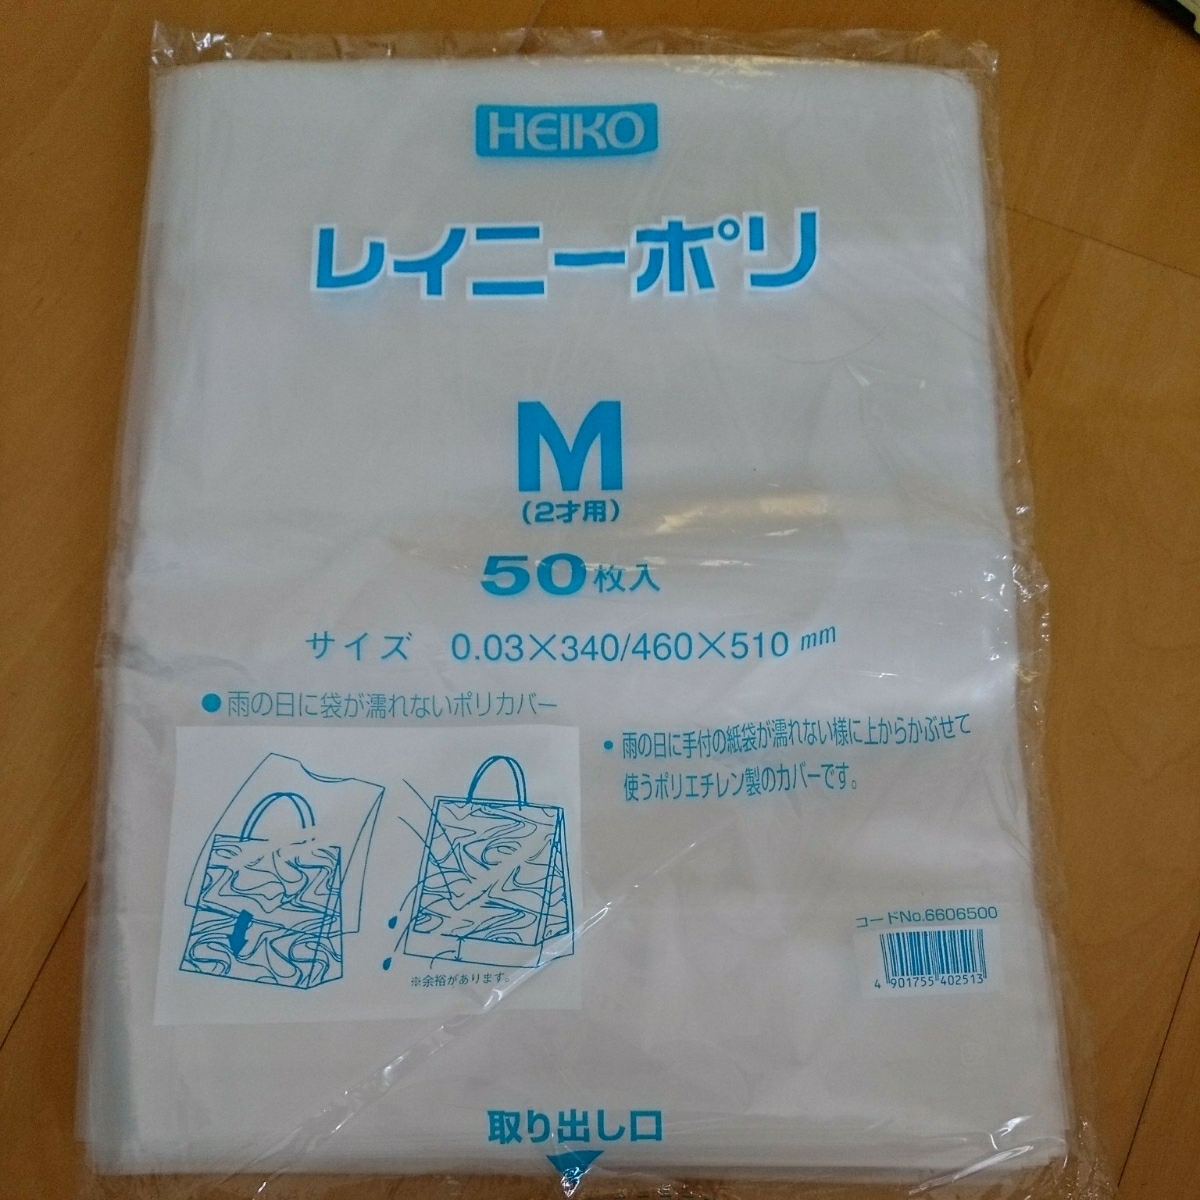 HEIKO
レイニーポリ
M
（2才用）
50枚入
サイズ 0.03×340/460×510 mm
●雨の日に袋が濡れないポリカバー
・雨の日に手付の紙袋が濡れない様に上からかぶせて
使うポリエチレン製のカバーです。
※余裕があります。
コードNo.6606500
4 901755 402513
取り出し口